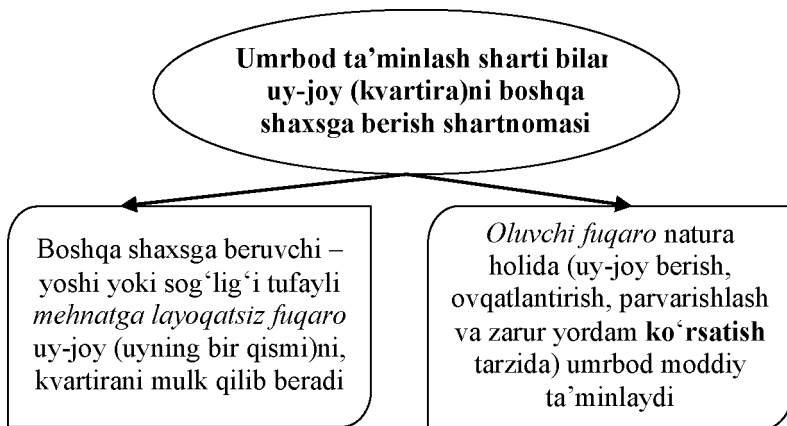 Umrbod ta’minlash sharti bilan
uy-joy (kvartira)ni boshqa
shaxsga berish shartnomasi
Boshqa shaxsga beruvchi –
yoshi yoki sog‘lig‘i tufayli
mehnatga layoqatsiz fuqaro
uy-joy (uyning bir qismi)ni,
kvartirani mulk qilib beradi
Oluvchi fuqaro natura
holida (uy-joy berish,
ovqatlantirish, parvarishlash
va zarur yordam ko‘rsatish
tarzida) umrbod moddiy
ta’minlaydi